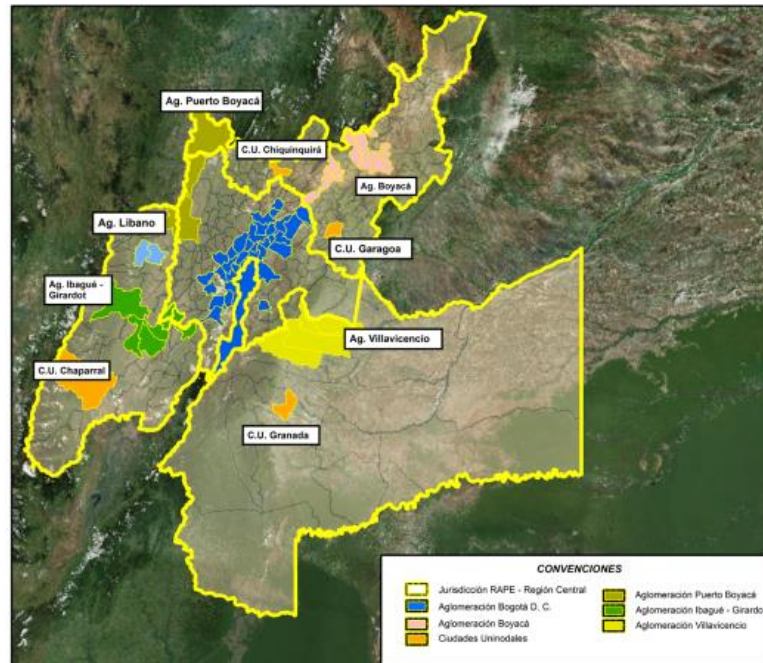 Ag. Puerto Boyacá
C.U. Chiquinquirá
Ag. Boyacá
Ag. Líbano
C.U. Garagoa
Ag. Ibagué -
Girardot
Ag. Villavicencio
C.U. Chaparral
C.U. Granada
CONVENCIONES
Jurisdicción RAPE - Región Central
Aglomeración Bogotá D. C.
Aglomeración Boyacá
Ciudades Uninodales
Aglomeración Puerto Boyacá
Aglomeración Ibagué - Girardo
Aglomeración Villavicencio